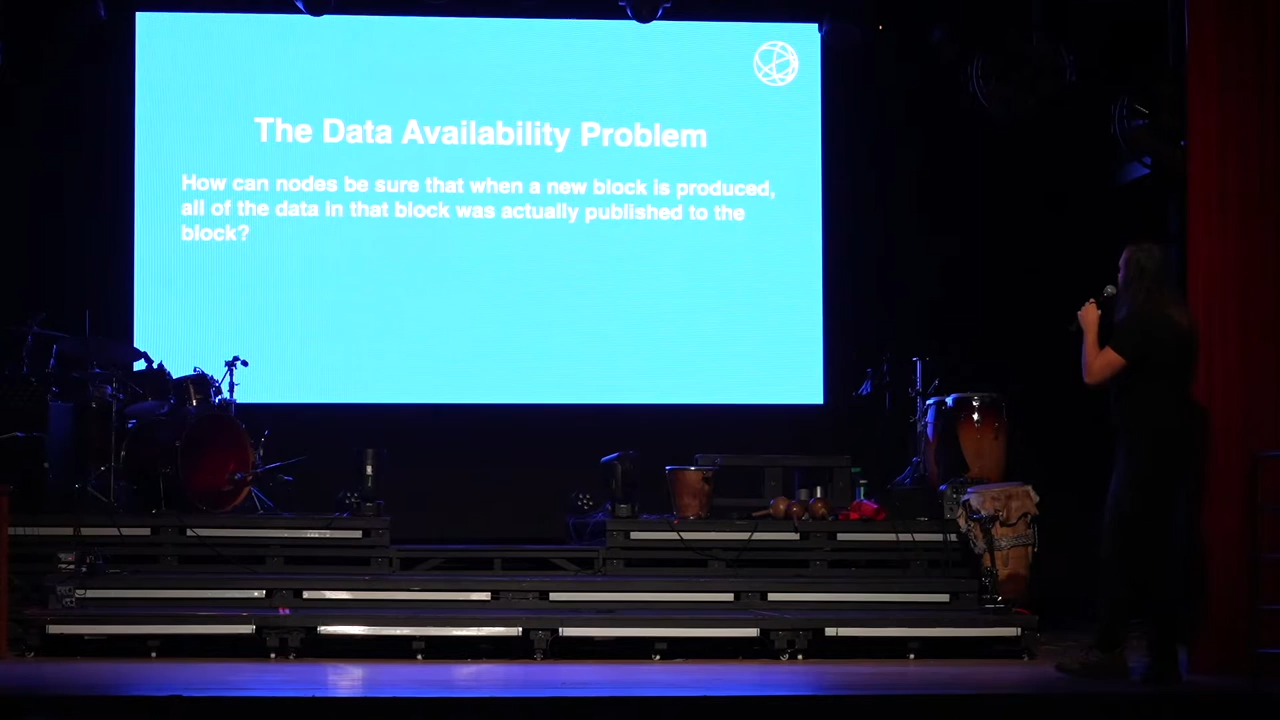 The Data Availability Problem
How can nodes be sure that when a new block is produced,
all of the data in that block was actually published to the
block?